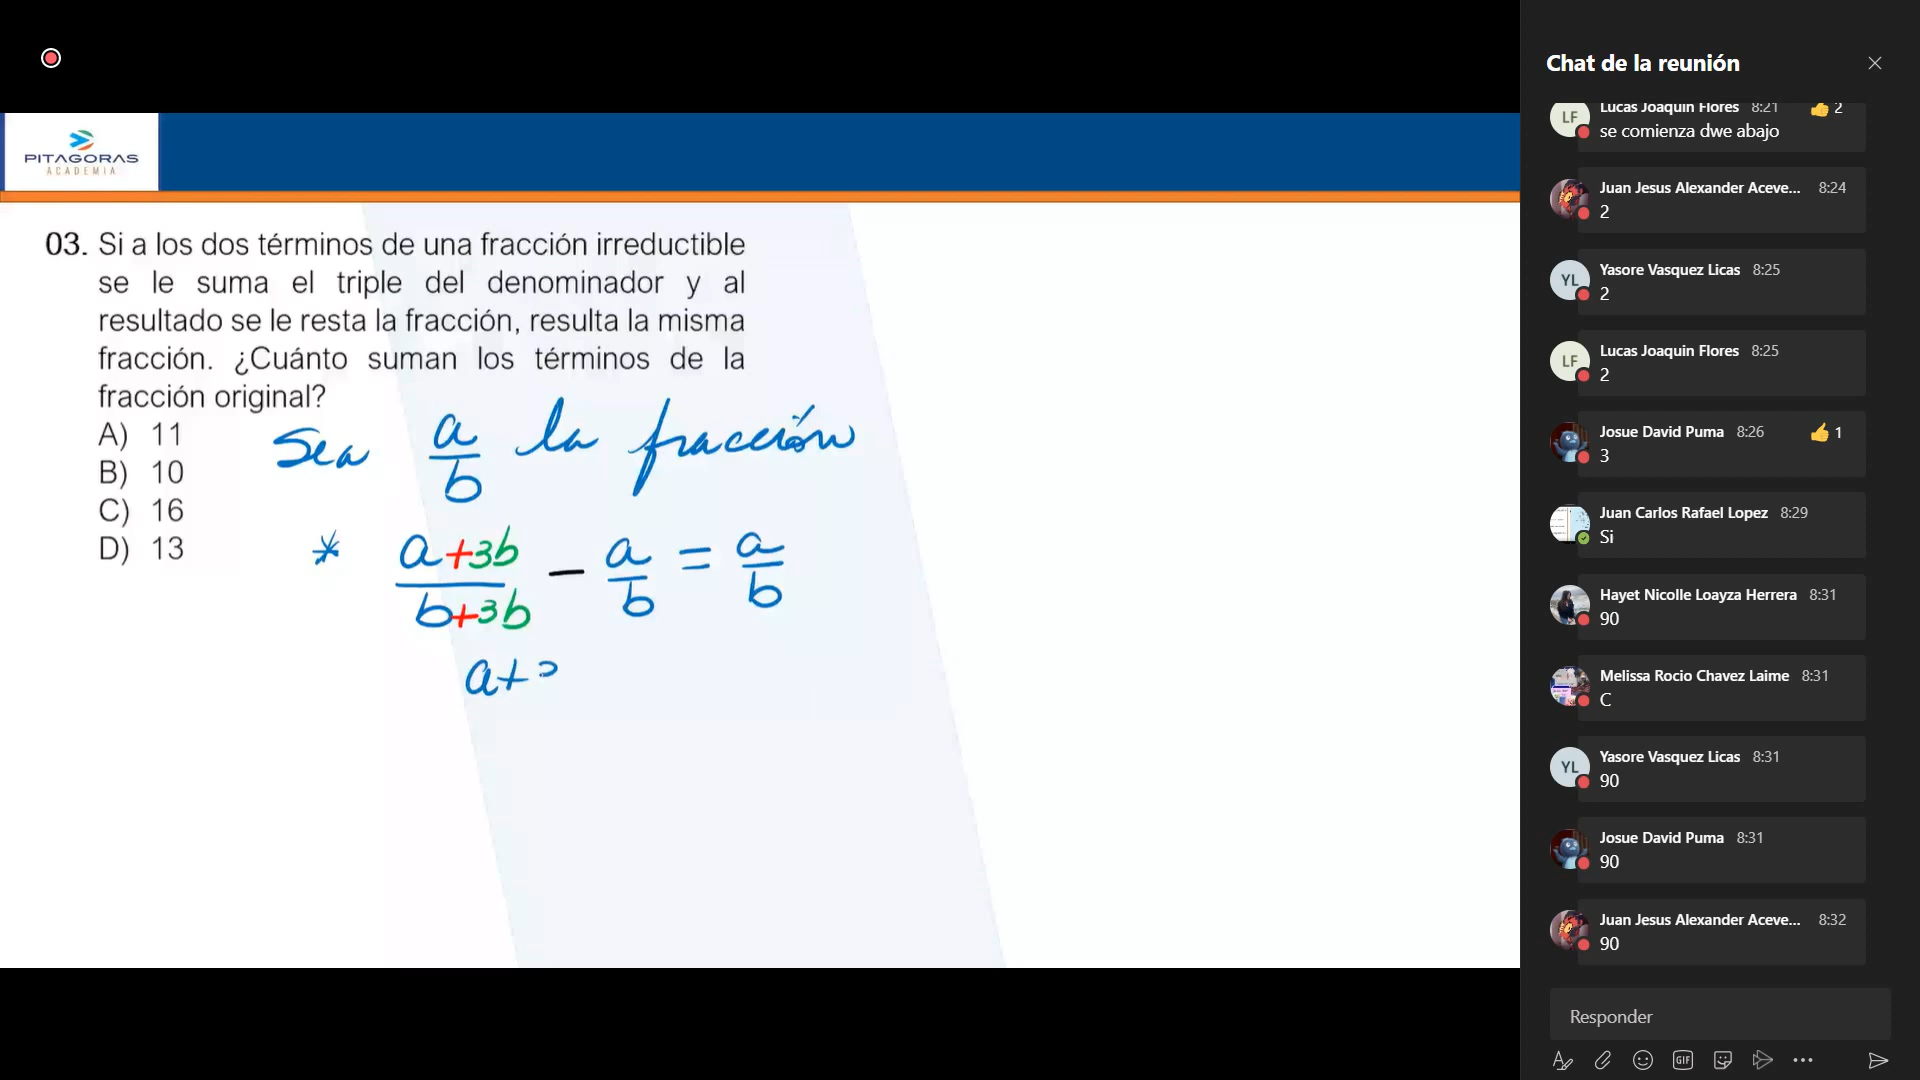 PITAGORAS
ACADEMIA
03. Si a los dos términos de una fracción irreductible
se le suma el triple del denominador y al
resultado se le resta la fracción, resulta la misma
fracción. ¿Cuánto suman los términos de la
fracción original?
A) 11
B) 10
C) 16
D) 13
Sea a/b la fracción
* a+3b/b+3b - a/b = a/b
a+
Chat de la reunión
LF Lucas Joaquin Flores 8:21 2
se comienza dwe abajo
Juan Jesus Alexander Aceve... 8:24
2
YL Yasore Vasquez Licas 8:25
2
LF Lucas Joaquin Flores 8:25
2
Josue David Puma 8:26 1
3
Juan Carlos Rafael Lopez 8:29
Si
Hayet Nicolle Loayza Herrera 8:31
90
Melissa Rocio Chavez Laime 8:31
C
YL Yasore Vasquez Licas 8:31
90
Josue David Puma 8:31
90
Juan Jesus Alexander Aceve... 8:32
90
Responder
GIF